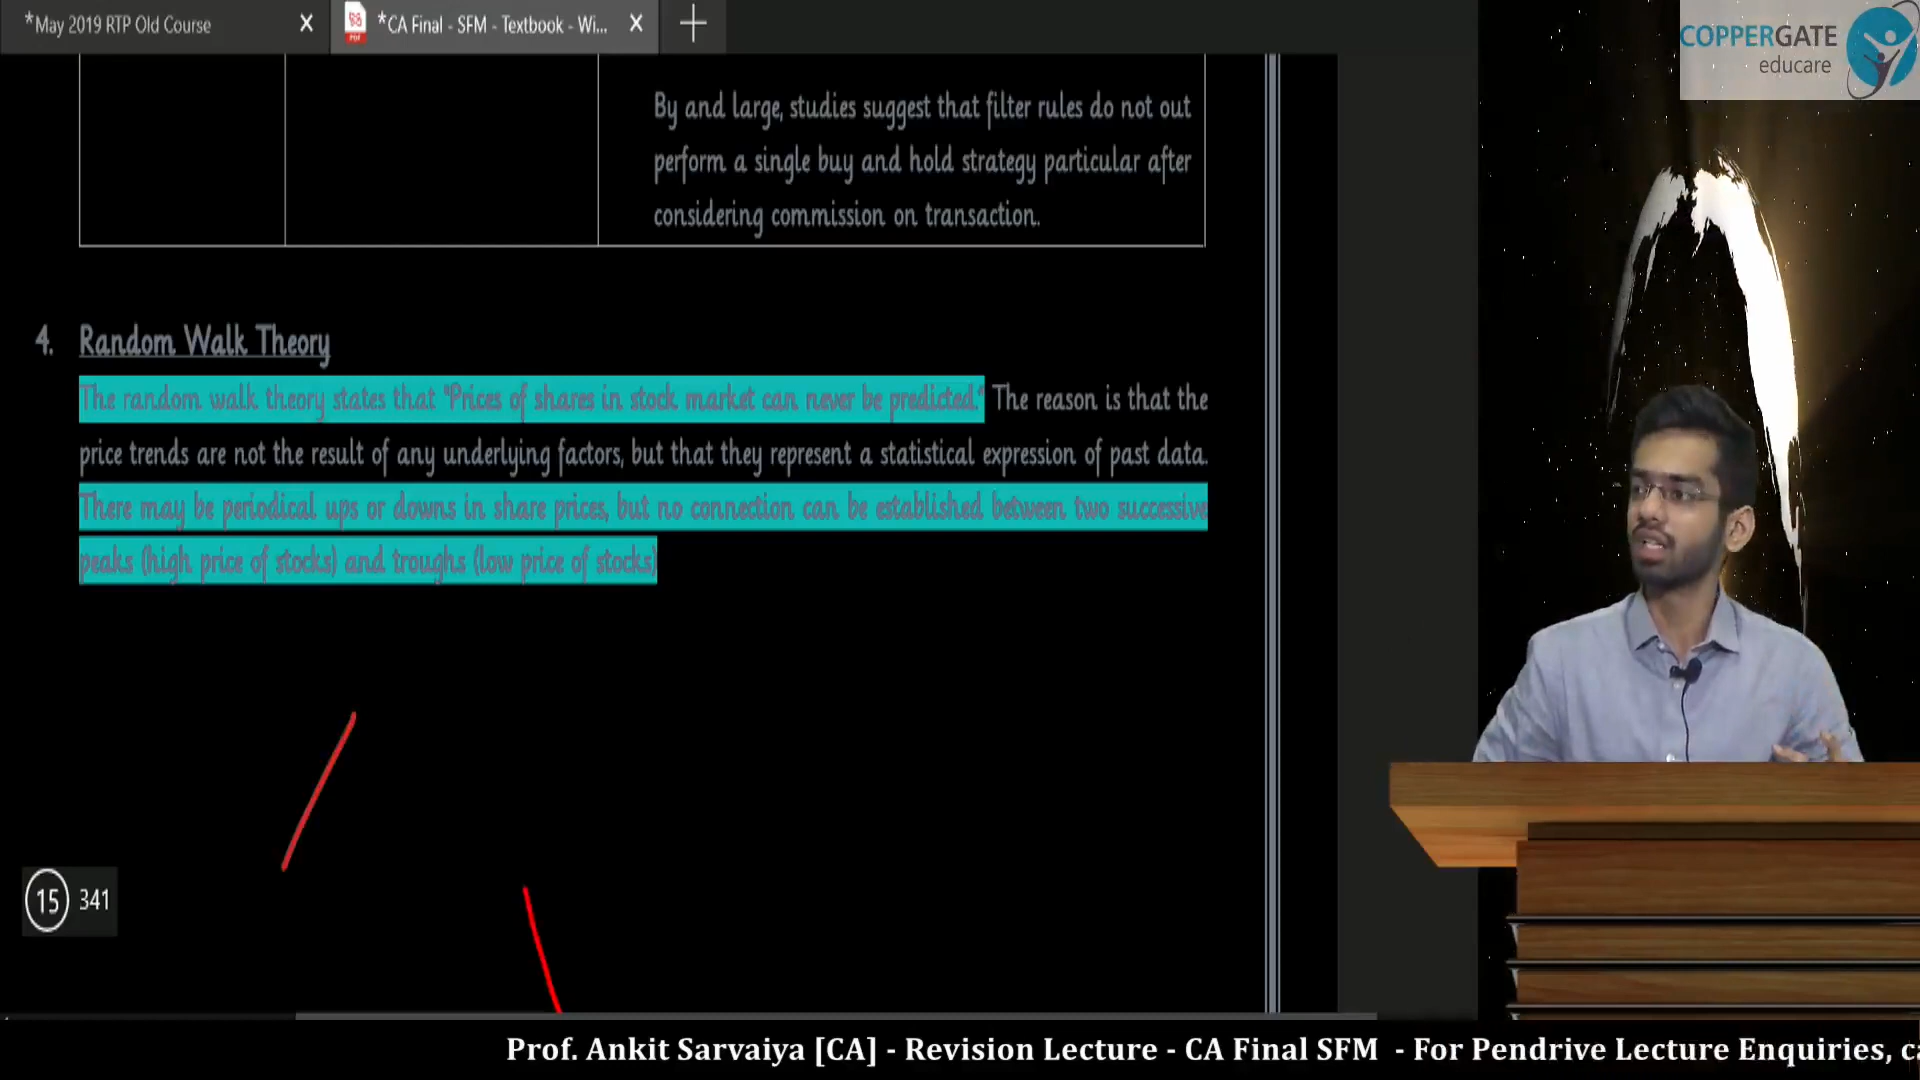 *May 2019 RTP Old Course
*CA Final - SFM - Textbook - Wi...
COPPERGATE
educare
By and large, studies suggest that filter rules do not out
perform a single buy and hold strategy particular after
considering commission on transaction.
4. Random Walk Theory
The random walk theory states that "Prices of shares in stock market can never be predicted." The reason is that the
price trends are not the result of any underlying factors, but that they represent a statistical expression of past data.
There may be periodical ups or downs in share prices, but no connection can be established between two successive
peaks (high price of stocks) and troughs (low price of stocks)
15 341
Prof. Ankit Sarvaiya [CA] - Revision Lecture - CA Final SFM - For Pendrive Lecture Enquiries,